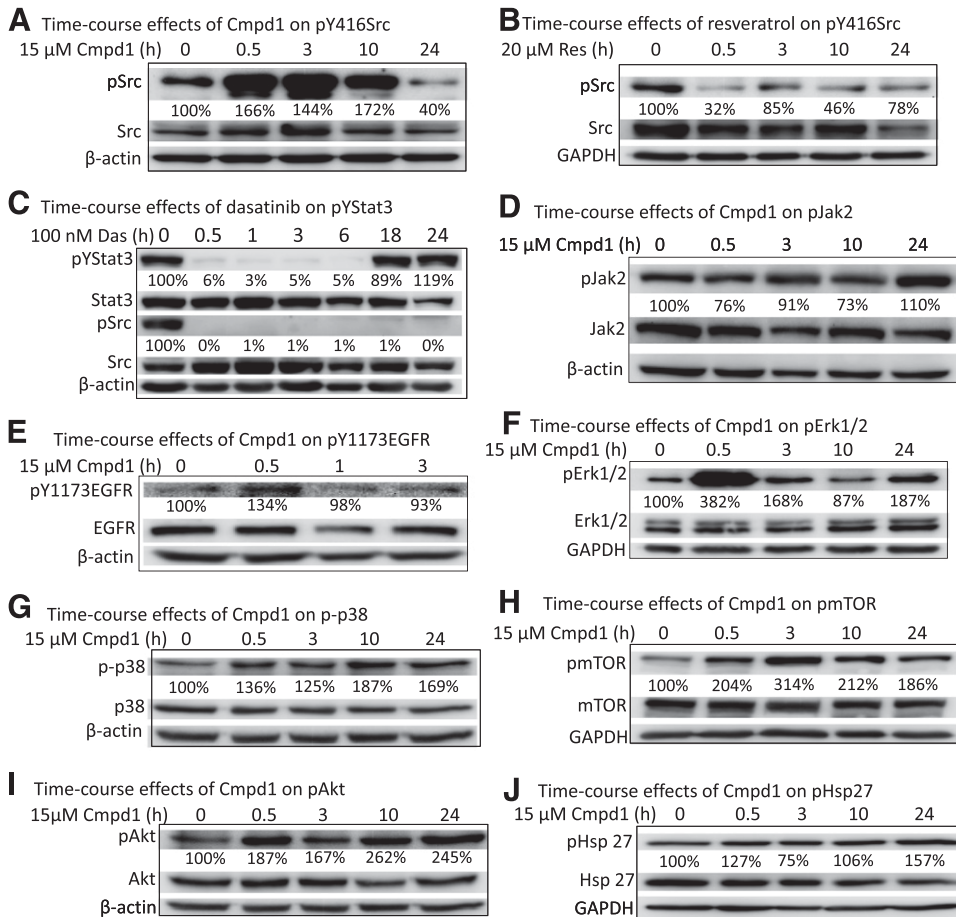 A Time-course effects of Cmpd1 on pY416Src
15 µM Cmpd1 (h) 0 0.5 3 10 24
pSrc
100% 166% 144% 172% 40%
Src
β-actin
B Time-course effects of resveratrol on pY416Src
20 µM Res (h) 0 0.5 3 10 24
pSrc
100% 32% 85% 46% 78%
Src
GAPDH
C Time-course effects of dasatinib on pYStat3
100 nM Das (h) 0 0.5 1 3 6 18 24
pYStat3
100% 6% 3% 5% 5% 89% 119%
Stat3
pSrc
100% 0% 1% 1% 1% 1% 0%
Src
β-actin
D Time-course effects of Cmpd1 on pJak2
15 µM Cmpd1 (h) 0 0.5 3 10 24
pJak2
100% 76% 91% 73% 110%
Jak2
β-actin
E Time-course effects of Cmpd1 on pY1173EGFR
15 µM Cmpd1 (h) 0 0.5 1 3
pY1173EGFR
100% 134% 98% 93%
EGFR
β-actin
F Time-course effects of Cmpd1 on pErk1/2
15 µM Cmpd1 (h) 0 0.5 3 10 24
pErk1/2
100% 382% 168% 87% 187%
Erk1/2
GAPDH
G Time-course effects of Cmpd1 on p-p38
15 µM Cmpd1 (h) 0 0.5 3 10 24
p-p38
100% 136% 125% 187% 169%
p38
β-actin
H Time-course effects of Cmpd1 on pmTOR
15 µM Cmpd1 (h) 0 0.5 3 10 24
pmTOR
100% 204% 314% 212% 186%
mTOR
GAPDH
I Time-course effects of Cmpd1 on pAkt
15µM Cmpd1 (h) 0 0.5 3 10 24
pAkt
100% 187% 167% 262% 245%
Akt
β-actin
J Time-course effects of Cmpd1 on pHsp27
15 µM Cmpd1 (h) 0 0.5 3 10 24
pHsp 27
100% 127% 75% 106% 157%
Hsp 27
GAPDH